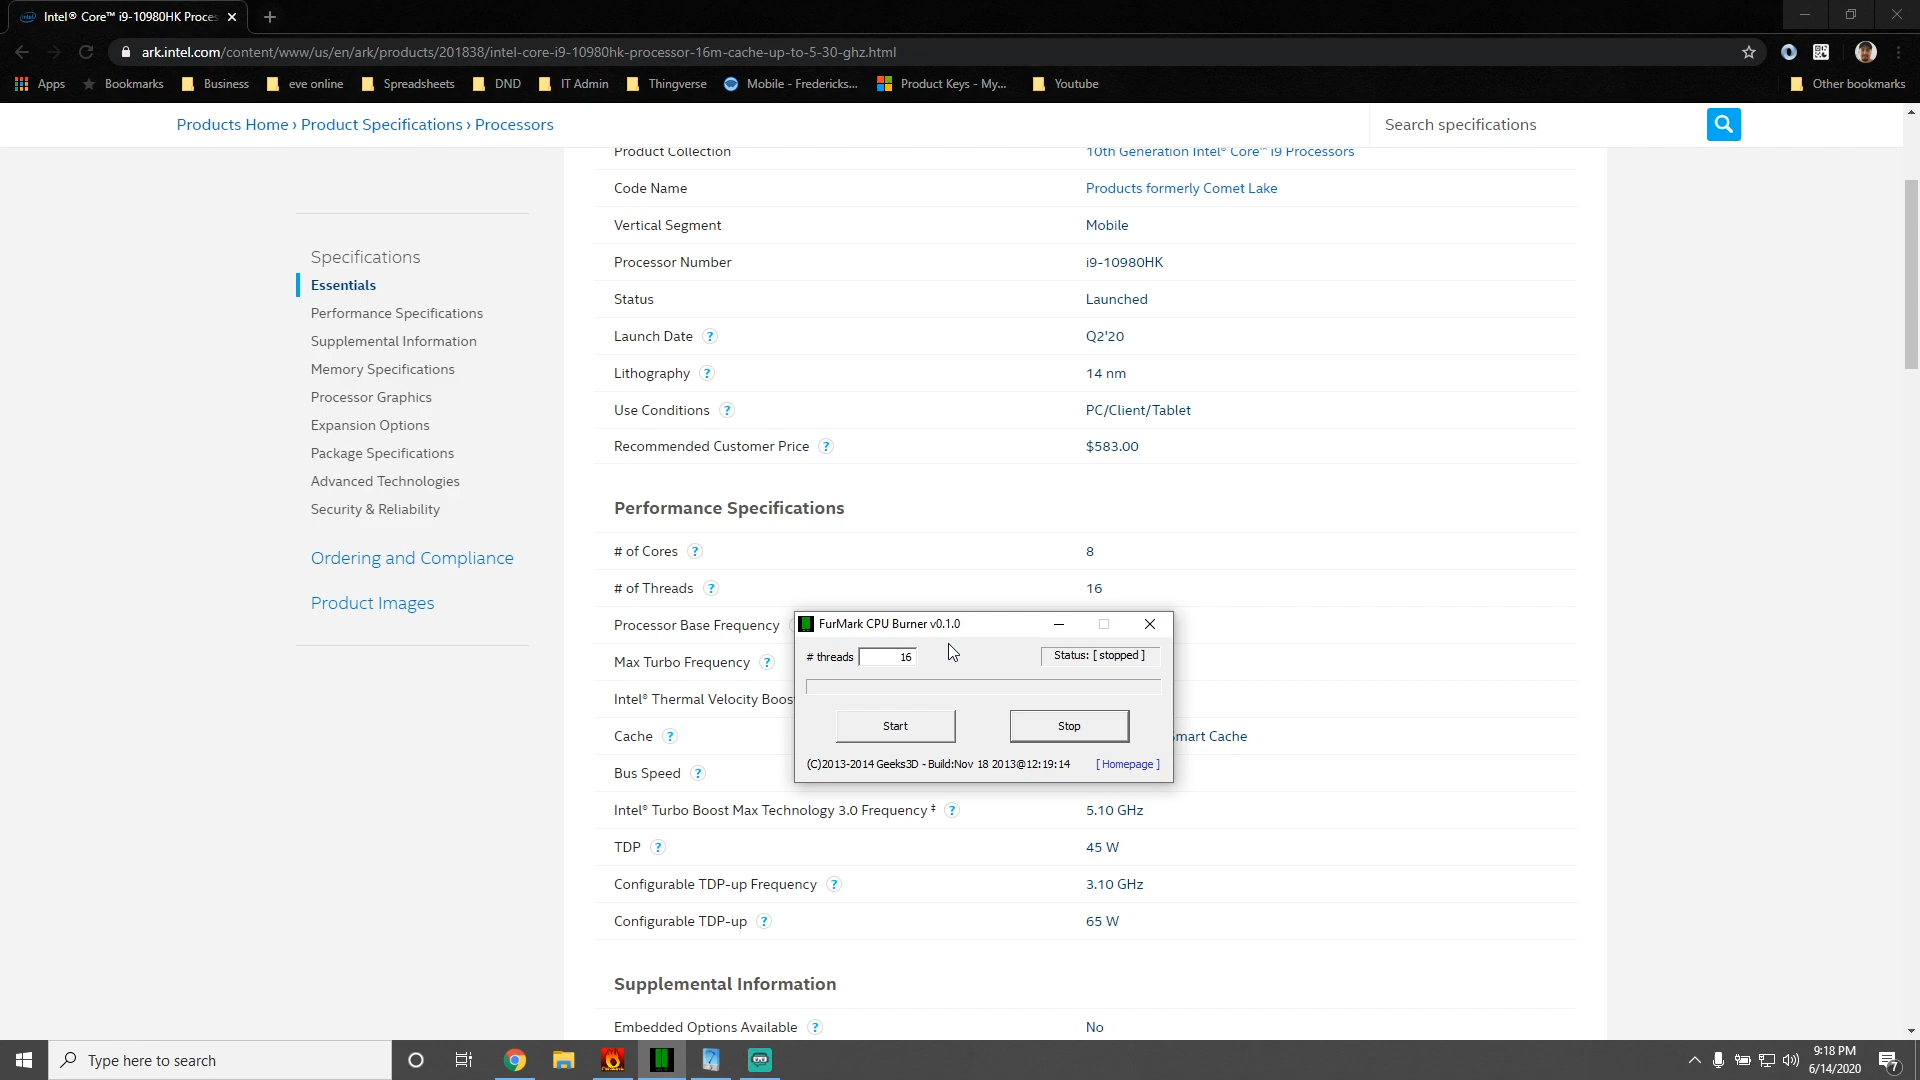 Intel® Core™ i9-10980HK Proces
ark.intel.com/content/www/us/en/ark/products/201838/intel-core-i9-10980hk-processor-16m-cache-up-to-5-30-ghz.html
Apps Bookmarks Business eve online Spreadsheets DND IT Admin Thingverse Mobile - Fredericks... Product Keys - My... Youtube Other bookmarks
Products Home › Product Specifications › Processors
Search specifications
Product Collection 10th Generation Intel® Core™ i9 Processors
Code Name Products formerly Comet Lake
Vertical Segment Mobile
Processor Number i9-10980HK
Status Launched
Launch Date ? Q2'20
Lithography ? 14 nm
Use Conditions ? PC/Client/Tablet
Recommended Customer Price ? $583.00
Specifications
Essentials
Performance Specifications
Supplemental Information
Memory Specifications
Processor Graphics
Expansion Options
Package Specifications
Advanced Technologies
Security & Reliability
Ordering and Compliance
Product Images
Performance Specifications
# of Cores ? 8
# of Threads ? 16
Processor Base Frequency
Max Turbo Frequency ?
Intel® Thermal Velocity Boos
Cache ? Smart Cache
Bus Speed ?
Intel® Turbo Boost Max Technology 3.0 Frequency ‡ ? 5.10 GHz
TDP ? 45 W
Configurable TDP-up Frequency ? 3.10 GHz
Configurable TDP-up ? 65 W
Supplemental Information
Embedded Options Available ? No
FurMark CPU Burner v0.1.0
# threads 16 Status: [ stopped ]
Start Stop
(C)2013-2014 Geeks3D - Build:Nov 18 2013@12:19:14 [ Homepage ]
Type here to search
9:18 PM
6/14/2020
7